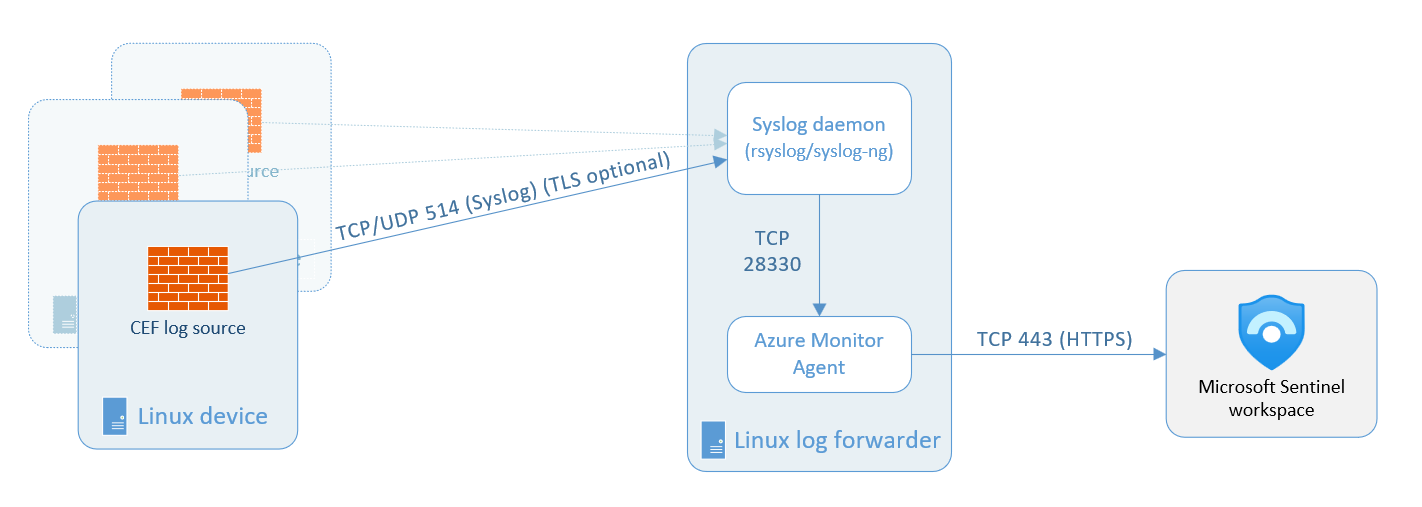 Syslog daemon
(rsyslog/syslog-ng)
TCP/UDP 514 (Syslog) (TLS optional)
TCP
28330
CEF log source
Linux device
Azure Monitor
Agent
Linux log forwarder
TCP 443 (HTTPS)
Microsoft Sentinel
workspace